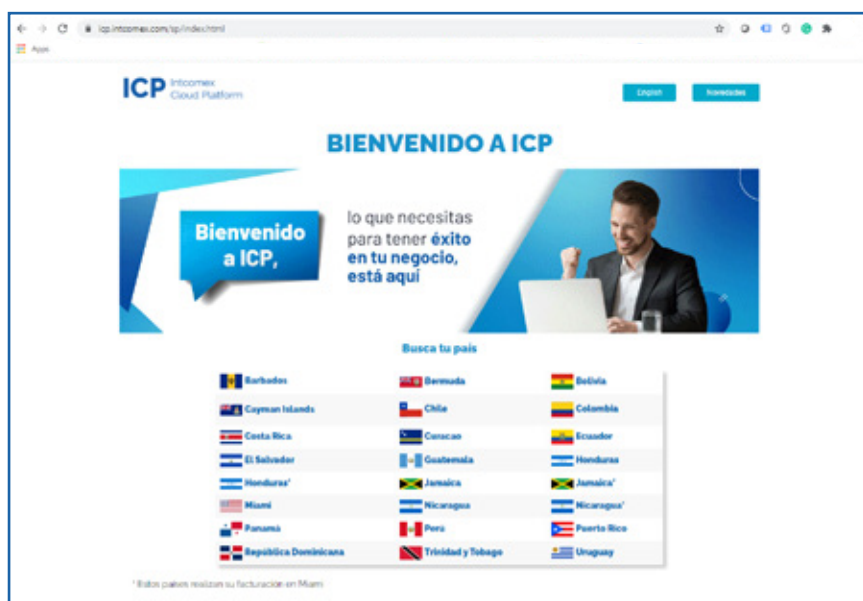 icp.intcomex.com/sp/index.html
Apps
ICP Intcomex
Cloud Platform
English
Novedades
BIENVENIDO A ICP
Bienvenido
a ICP,
lo que necesitas
para tener éxito
en tu negocio,
está aquí
Busca tu país
Barbados Bermuda Bolivia
Cayman Islands Chile Colombia
Costa Rica Curacao Ecuador
El Salvador Guatemala Honduras
Honduras* Jamaica Jamaica*
Miami Nicaragua Nicaragua*
Panamá Perú Puerto Rico
República Dominicana Trinidad y Tobago Uruguay
* Estos países realizan su facturación en Miami